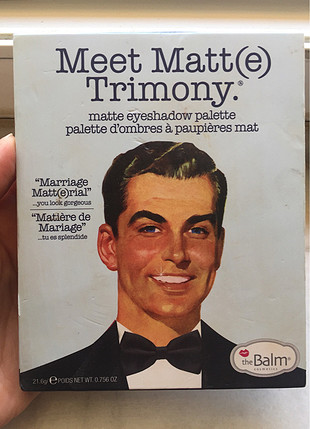 Meet Matt(e)
Trimony.®
matte eyeshadow palette
palette d'ombres à paupières mat
"Marriage
Matt(e)rial"
...you look gorgeous
"Matière de
Mariage"
...tu es splendide
theBalm®
cosmetics
21.6g ℮ POIDS NET WT. 0.756 OZ